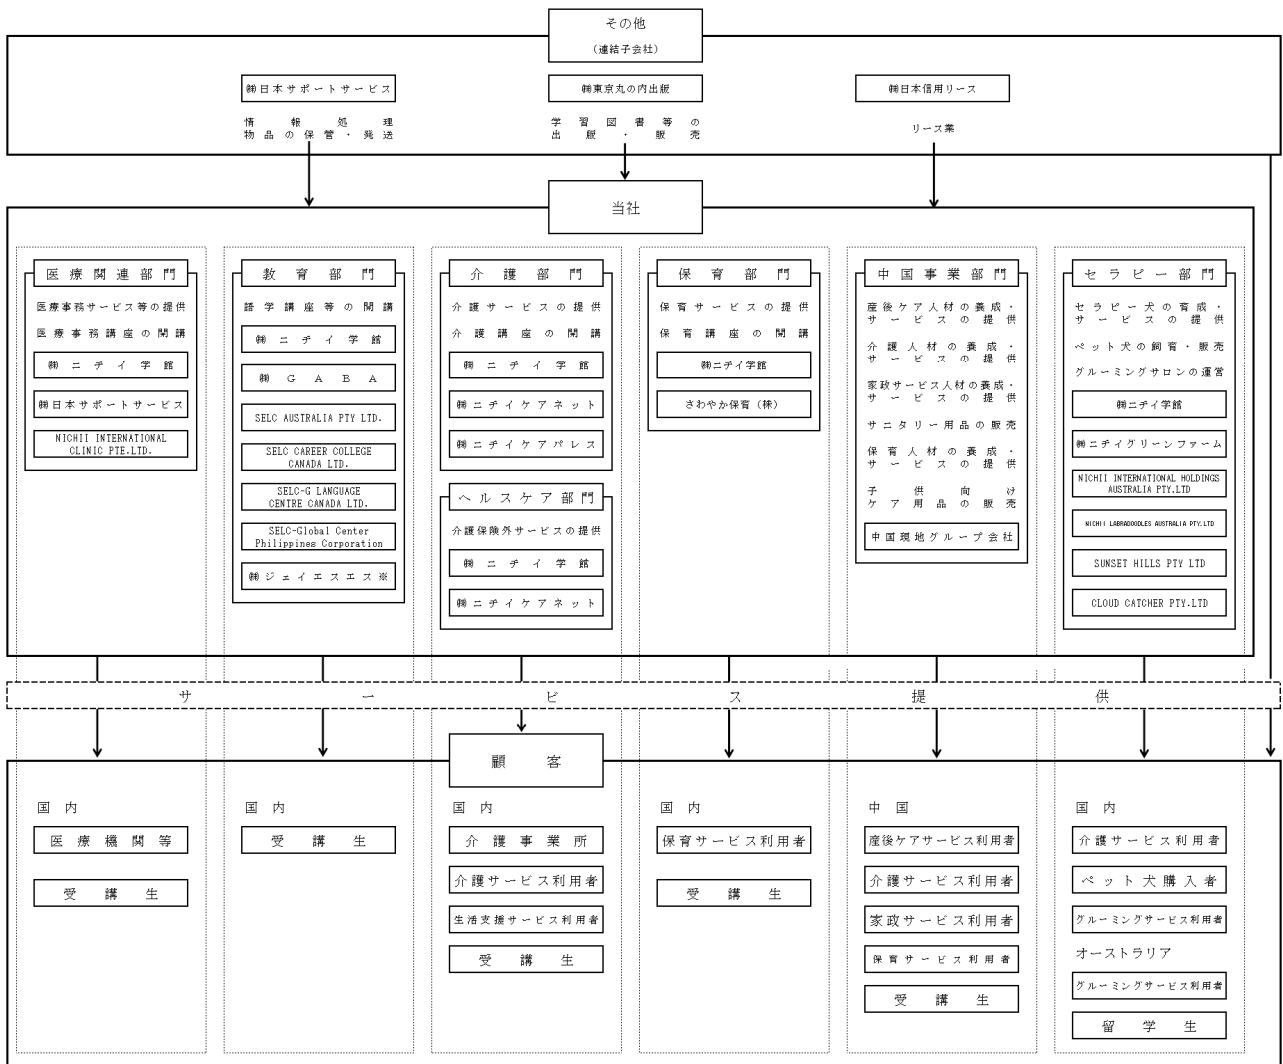 その他
(連結子会社)
㈱日本サポートサービス
情報処理
物品の保管・発送
㈱東京丸の内出版
学習図書等の
出版・販売
㈱日本信用リース
リース業
当社
医療関連部門
医療事務サービス等の提供
医療事務講座の開講
㈱ニチイ学館
㈱日本サポートサービス
NICHII INTERNATIONAL
CLINIC PTE.LTD.
教育部門
語学講座等の開講
㈱ニチイ学館
㈱GABA
SELC AUSTRALIA PTY LTD.
SELC CAREER COLLEGE
CANADA LTD.
SELC-G LANGUAGE
CENTRE CANADA LTD.
SELC-Global Center
Philippines Corporation
㈱ジェイエスエス※
介護部門
介護サービスの提供
介護講座の開講
㈱ニチイ学館
㈱ニチイケアネット
㈱ニチイケアパレス
ヘルスケア部門
介護保険外サービスの提供
㈱ニチイ学館
㈱ニチイケアネット
保育部門
保育サービスの提供
保育講座の開講
㈱ニチイ学館
さわやか保育(株)
中国事業部門
産後ケア人材の養成・
サービスの提供
介護人材の養成・
サービスの提供
家政サービス人材の養成・
サービスの提供
サニタリー用品の販売
保育人材の養成・
サービスの提供
子供向け
ケア用品の販売
中国現地グループ会社
セラピー部門
セラピー犬の育成・
サービスの提供
ペット犬の飼育・販売
グルーミングサロンの運営
㈱ニチイ学館
㈱ニチイグリーンファーム
NICHII INTERNATIONAL HOLDINGS
AUSTRALIA PTY.LTD
NICHII LABRADOODLES AUSTRALIA PTY.LTD
SUNSET HILLS PTY LTD
CLOUD CATCHER PTY.LTD
サービス提供
顧客
国内
医療機関等
受講生
国内
受講生
国内
介護事業所
介護サービス利用者
生活支援サービス利用者
受講生
国内
保育サービス利用者
受講生
中国
産後ケアサービス利用者
介護サービス利用者
家政サービス利用者
保育サービス利用者
受講生
国内
介護サービス利用者
ペット犬購入者
グルーミングサービス利用者
オーストラリア
グルーミングサービス利用者
留学生